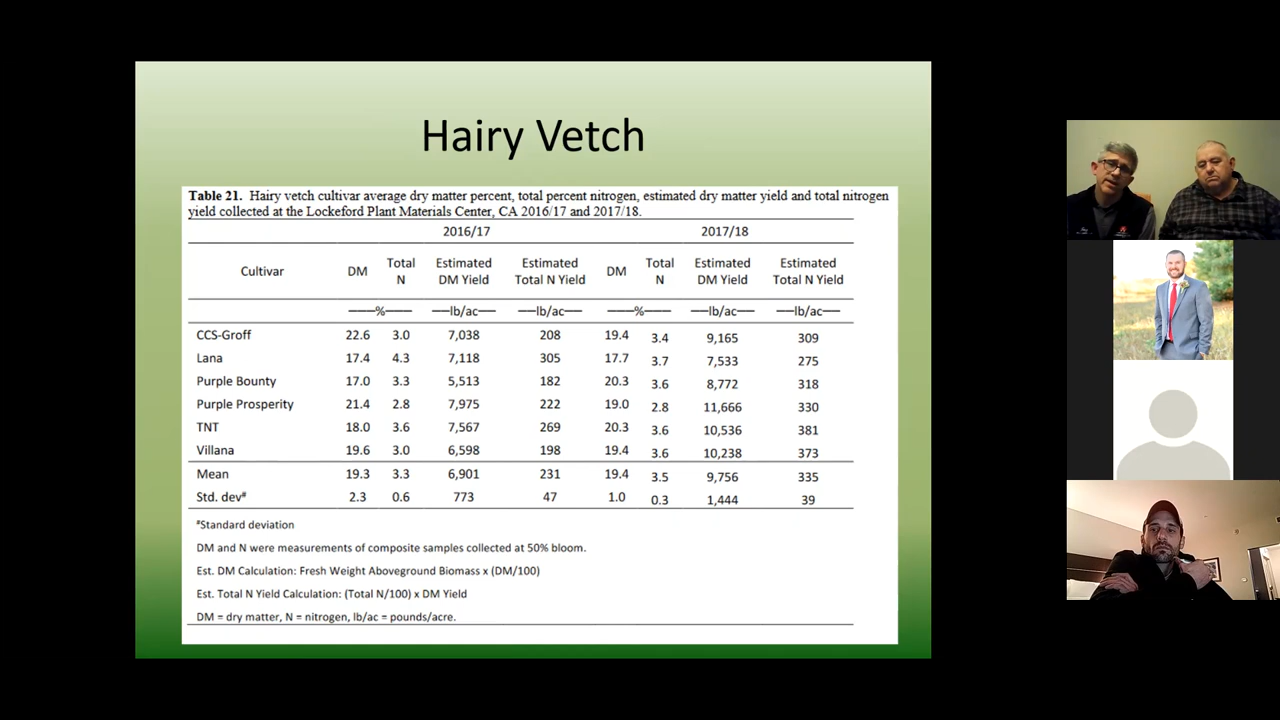 Hairy Vetch
Table 21. Hairy vetch cultivar average dry matter percent, total percent nitrogen, estimated dry matter yield and total nitrogen
yield collected at the Lockeford Plant Materials Center, CA 2016/17 and 2017/18.
2016/17 2017/18
Cultivar DM Total N Estimated DM Yield Estimated Total N Yield DM Total N Estimated DM Yield Estimated Total N Yield
——%—— —lb/ac— —lb/ac— ——%—— —lb/ac— —lb/ac—
CCS-Groff 22.6 3.0 7,038 208 19.4 3.4 9,165 309
Lana 17.4 4.3 7,118 305 17.7 3.7 7,533 275
Purple Bounty 17.0 3.3 5,513 182 20.3 3.6 8,772 318
Purple Prosperity 21.4 2.8 7,975 222 19.0 2.8 11,666 330
TNT 18.0 3.6 7,567 269 20.3 3.6 10,536 381
Villana 19.6 3.0 6,598 198 19.4 3.6 10,238 373
Mean 19.3 3.3 6,901 231 19.4 3.5 9,756 335
Std. dev# 2.3 0.6 773 47 1.0 0.3 1,444 39
#Standard deviation
DM and N were measurements of composite samples collected at 50% bloom.
Est. DM Calculation: Fresh Weight Aboveground Biomass x (DM/100)
Est. Total N Yield Calculation: (Total N/100) x DM Yield
DM = dry matter, N = nitrogen, lb/ac = pounds/acre.